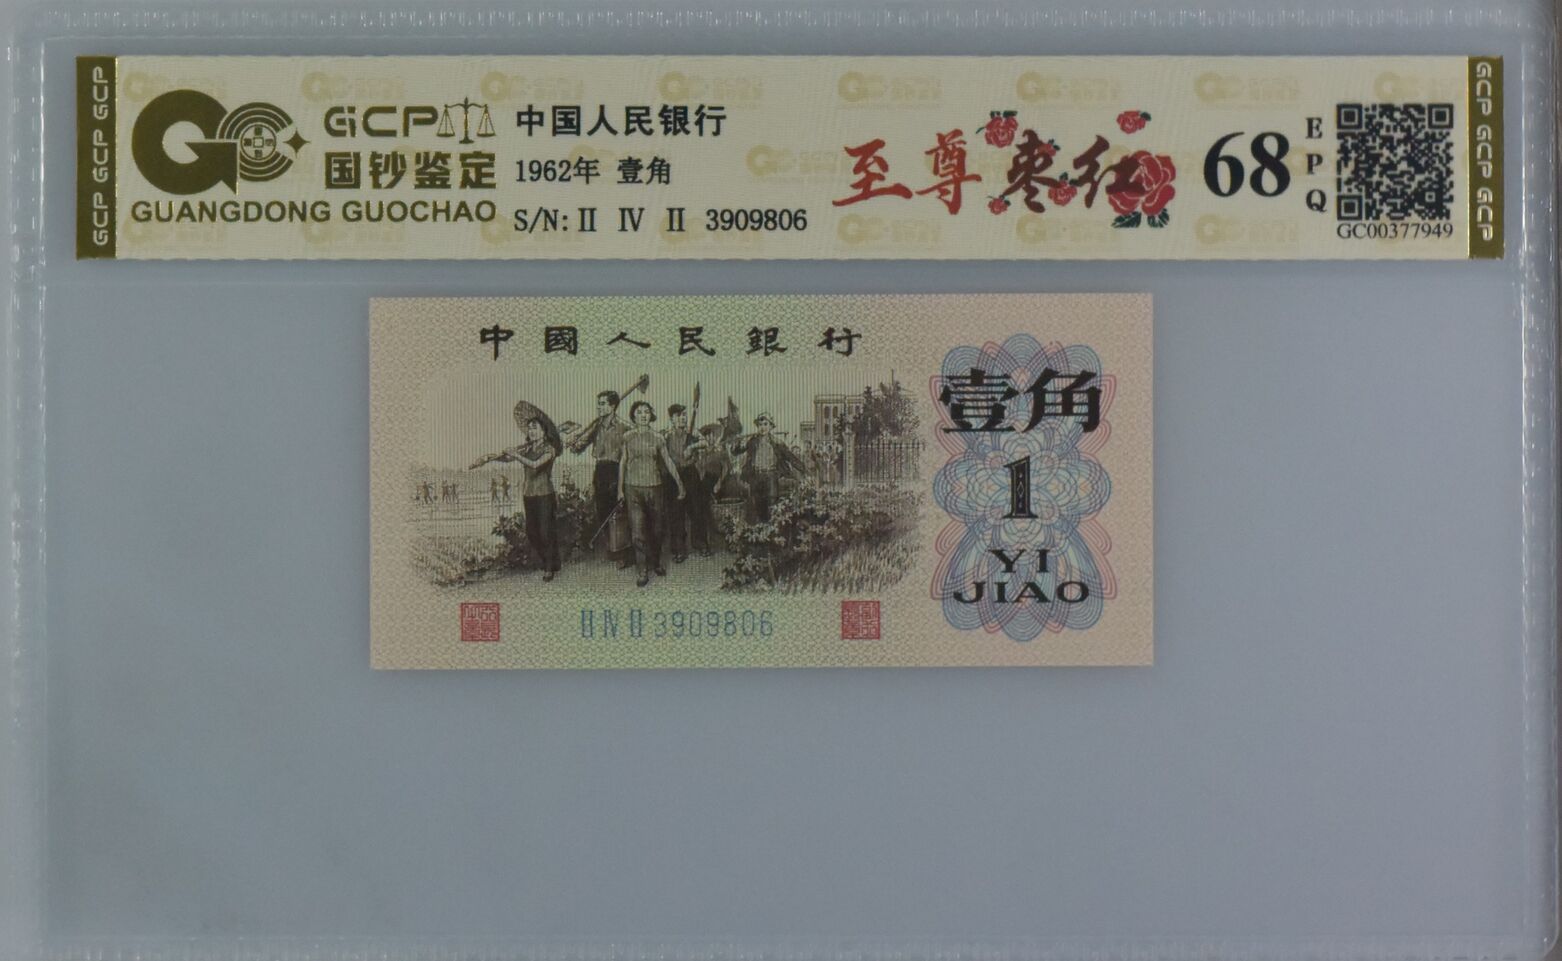 GCP GCP GCP
GCP 国钞鉴定
GUANGDONG GUOCHAO
中国人民银行
1962年 壹角
S/N: II IV II 3909806
至尊枣红
68
EPQ
GC00377949
GCP GCP GCP
中國人民銀行
壹角
1
YI
JIAO
II IV II 3909806